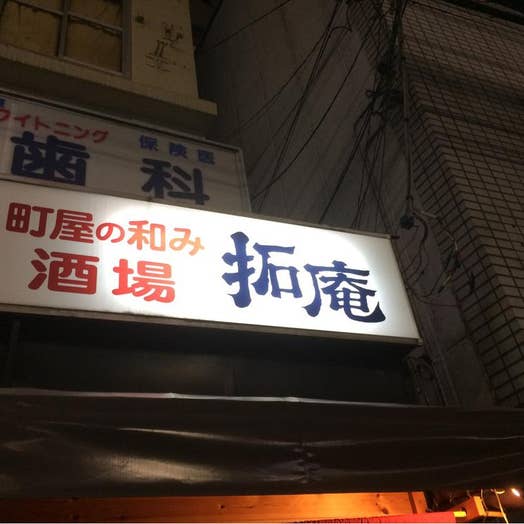 ワイトニング
保険医
歯科
町屋の和み
酒場
拓庵